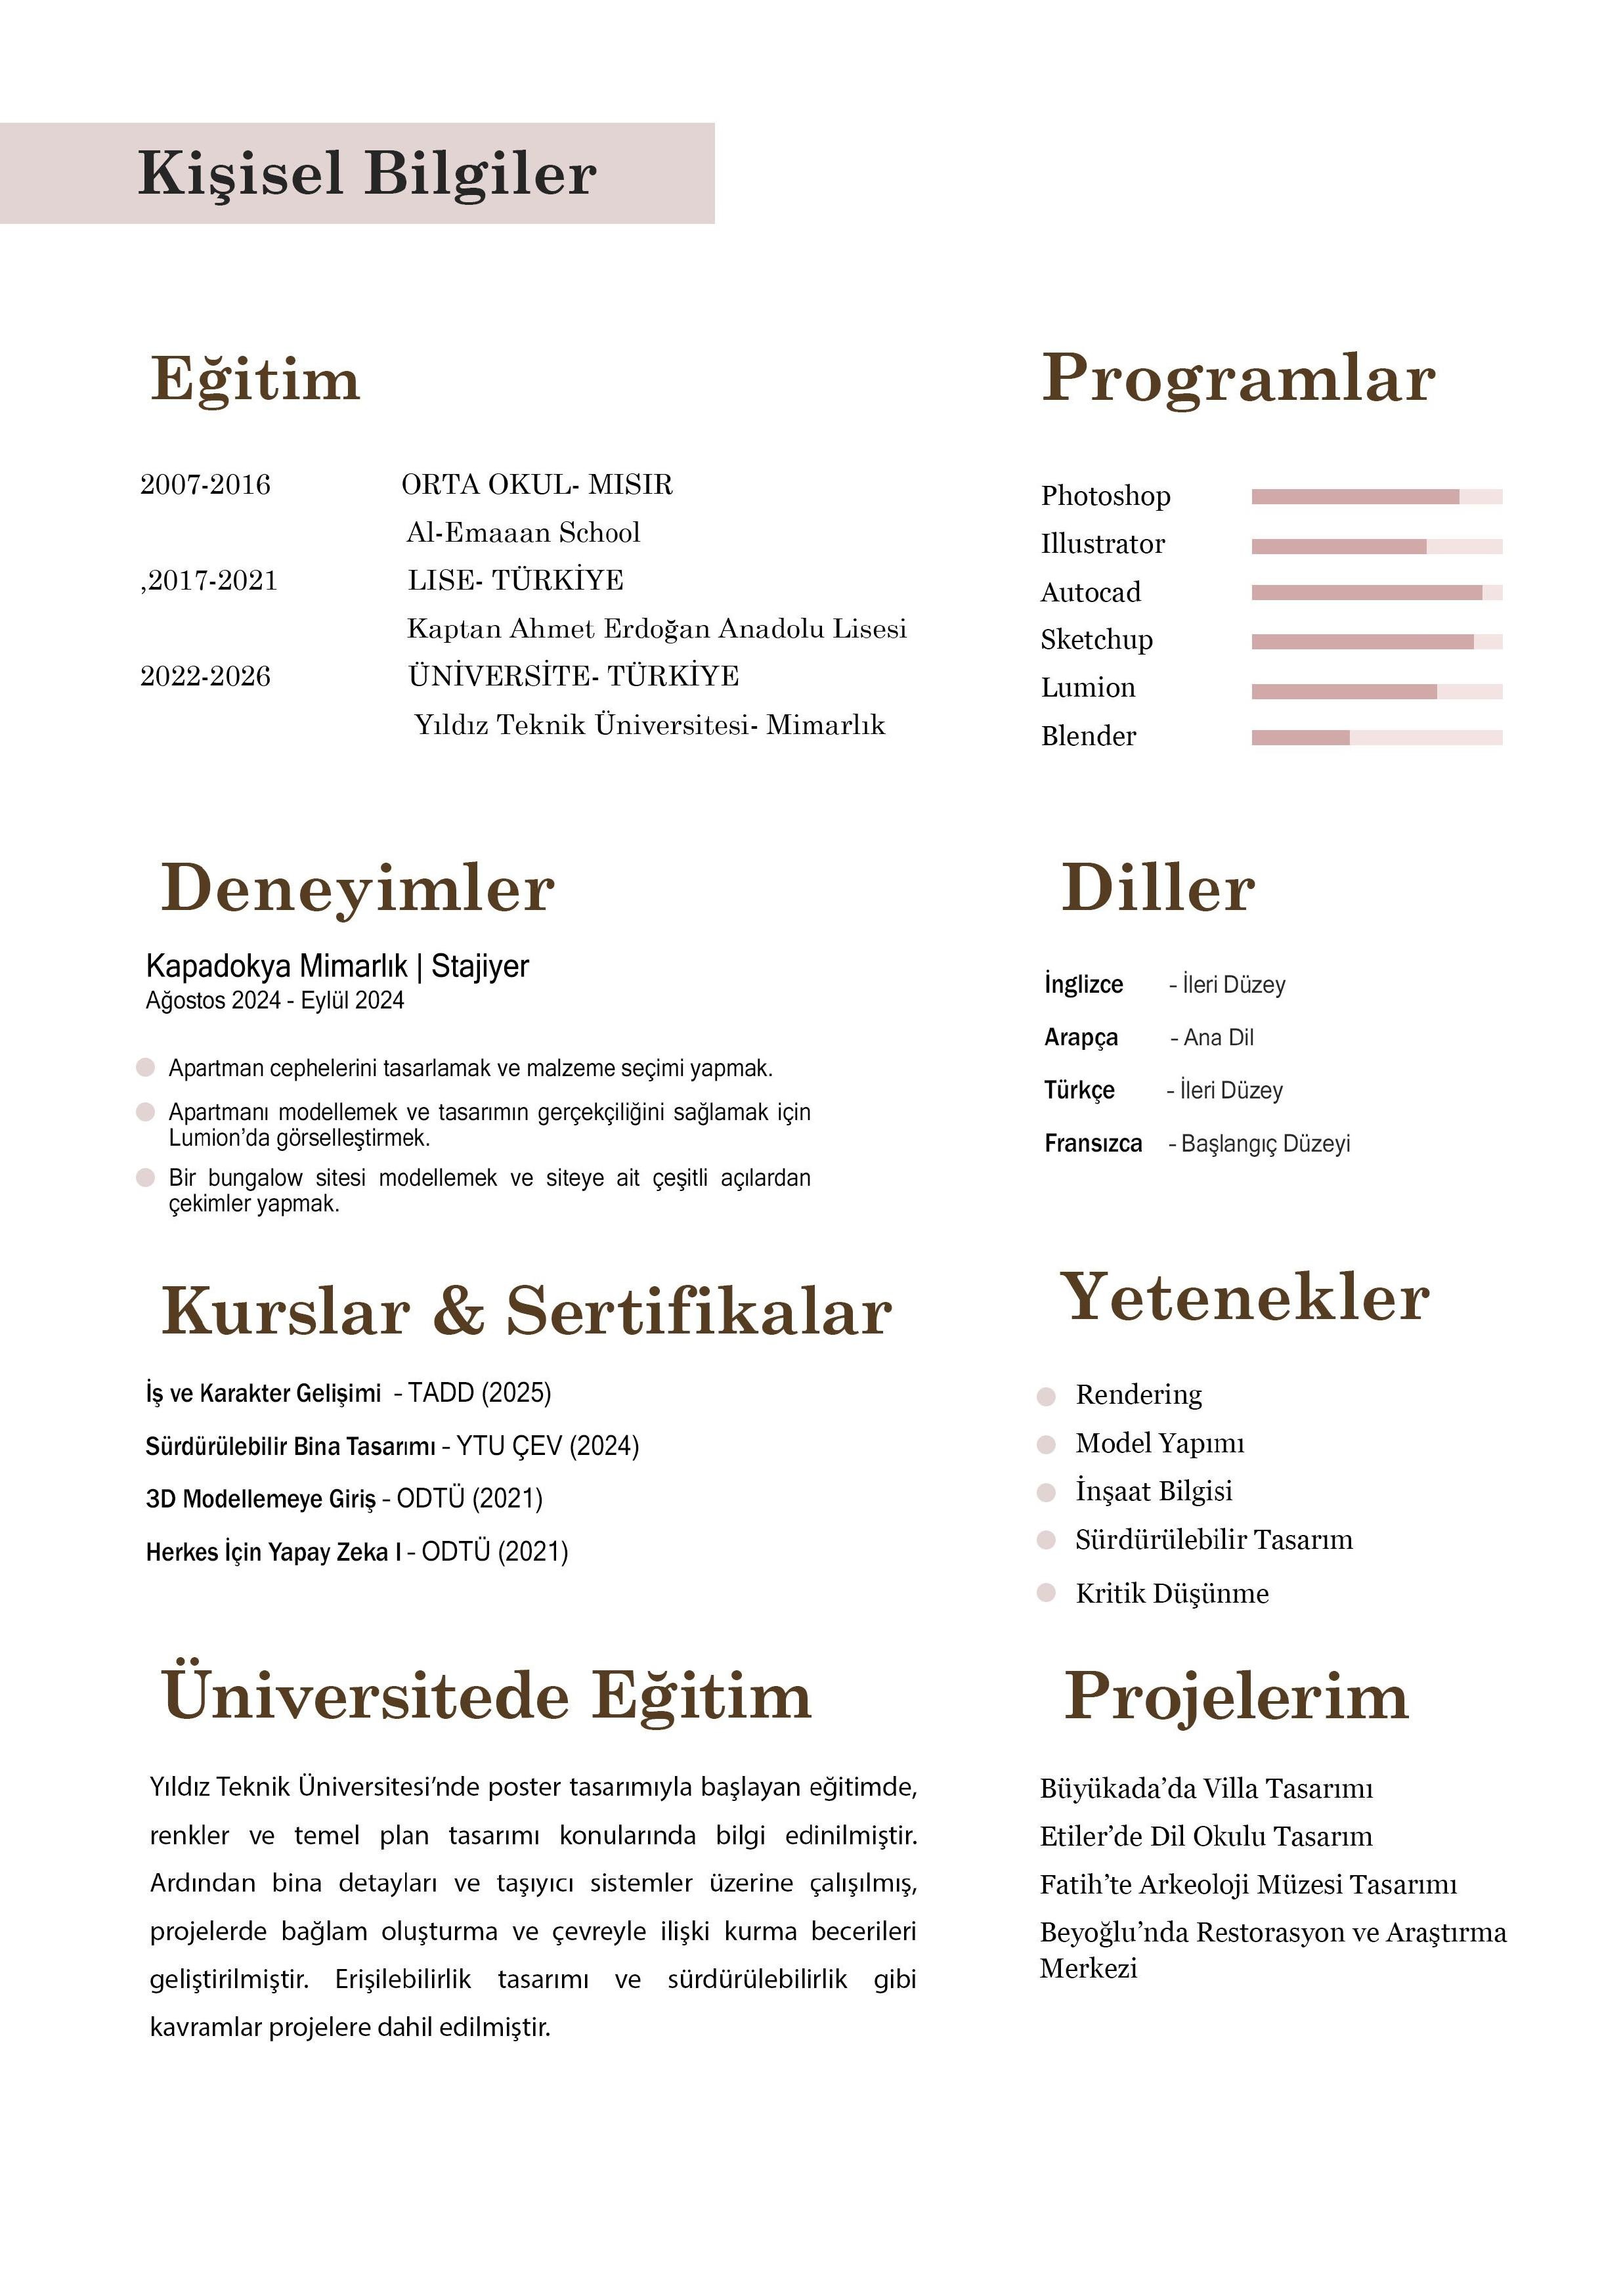 Kişisel Bilgiler
Eğitim
2007-2016 ORTA OKUL- MISIR
Al-Emaaan School
,2017-2021 LISE- TÜRKİYE
Kaptan Ahmet Erdoğan Anadolu Lisesi
2022-2026 ÜNİVERSİTE- TÜRKİYE
Yıldız Teknik Üniversitesi- Mimarlık
Programlar
Photoshop
Illustrator
Autocad
Sketchup
Lumion
Blender
Deneyimler
Kapadokya Mimarlık | Stajiyer
Ağostos 2024 - Eylül 2024
Apartman cephelerini tasarlamak ve malzeme seçimi yapmak.
Apartmanı modellemek ve tasarımın gerçekçiliğini sağlamak için
Lumion’da görselleştirmek.
Bir bungalow sitesi modellemek ve siteye ait çeşitli açılardan
çekimler yapmak.
Diller
İnglizce - İleri Düzey
Arapça - Ana Dil
Türkçe - İleri Düzey
Fransızca - Başlangıç Düzeyi
Kurslar & Sertifikalar
İş ve Karakter Gelişimi - TADD (2025)
Sürdürülebilir Bina Tasarımı - YTU ÇEV (2024)
3D Modellemeye Giriş - ODTÜ (2021)
Herkes İçin Yapay Zeka I - ODTÜ (2021)
Yetenekler
Rendering
Model Yapımı
İnşaat Bilgisi
Sürdürülebilir Tasarım
Kritik Düşünme
Üniversitede Eğitim
Yıldız Teknik Üniversitesi’nde poster tasarımıyla başlayan eğitimde,
renkler ve temel plan tasarımı konularında bilgi edinilmiştir.
Ardından bina detayları ve taşıyıcı sistemler üzerine çalışılmış,
projelerde bağlam oluşturma ve çevreyle ilişki kurma becerileri
geliştirilmiştir. Erişilebilirlik tasarımı ve sürdürülebilirlik gibi
kavramlar projelere dahil edilmiştir.
Projelerim
Büyükada’da Villa Tasarımı
Etiler’de Dil Okulu Tasarım
Fatih’te Arkeoloji Müzesi Tasarımı
Beyoğlu’nda Restorasyon ve Araştırma
Merkezi